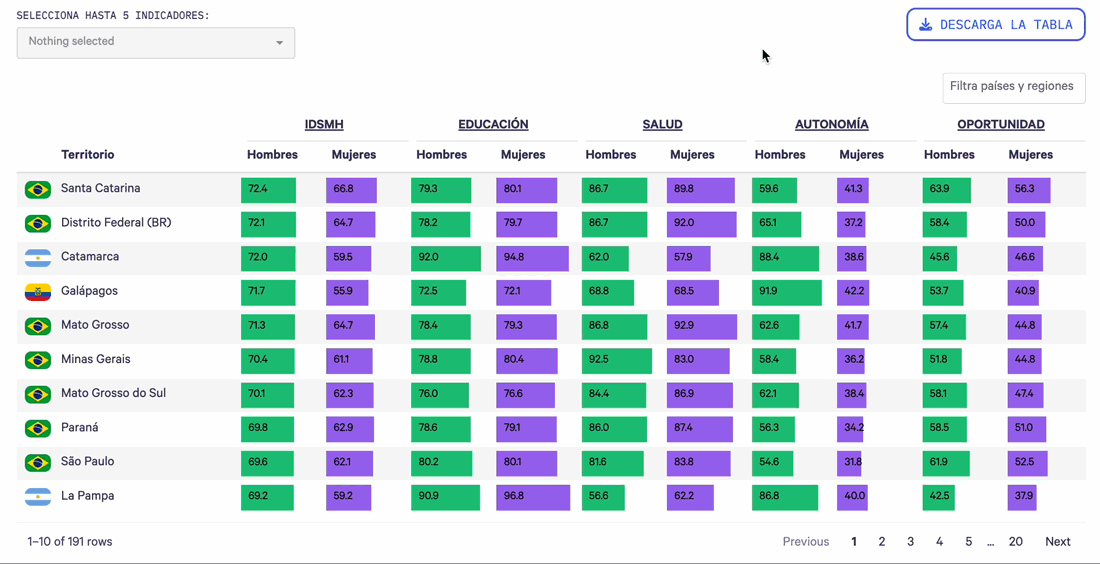 SELECCIONA HASTA 5 INDICADORES:
Nothing selected
DESCARGA LA TABLA
Filtra países y regiones
IDSMH EDUCACIÓN SALUD AUTONOMÍA OPORTUNIDAD
Territorio Hombres Mujeres Hombres Mujeres Hombres Mujeres Hombres Mujeres Hombres Mujeres
Santa Catarina 72.4 66.8 79.3 80.1 86.7 89.8 59.6 41.3 63.9 56.3
Distrito Federal (BR) 72.1 64.7 78.2 79.7 86.7 92.0 65.1 37.2 58.4 50.0
Catamarca 72.0 59.5 92.0 94.8 62.0 57.9 88.4 38.6 45.6 46.6
Galápagos 71.7 55.9 72.5 72.1 68.8 68.5 91.9 42.2 53.7 40.9
Mato Grosso 71.3 64.7 78.4 79.3 86.8 92.9 62.6 41.7 57.4 44.8
Minas Gerais 70.4 61.1 78.8 80.4 92.5 83.0 58.4 36.2 51.8 44.8
Mato Grosso do Sul 70.1 62.3 76.0 76.6 84.4 86.9 62.1 38.4 58.1 47.4
Paraná 69.8 62.9 78.6 79.1 86.0 87.4 56.3 34.2 58.5 51.0
São Paulo 69.6 62.1 80.2 80.1 81.6 83.8 54.6 31.8 61.9 52.5
La Pampa 69.2 59.2 90.9 96.8 56.6 62.2 86.8 40.0 42.5 37.9
1–10 of 191 rows Previous 1 2 3 4 5 ... 20 Next